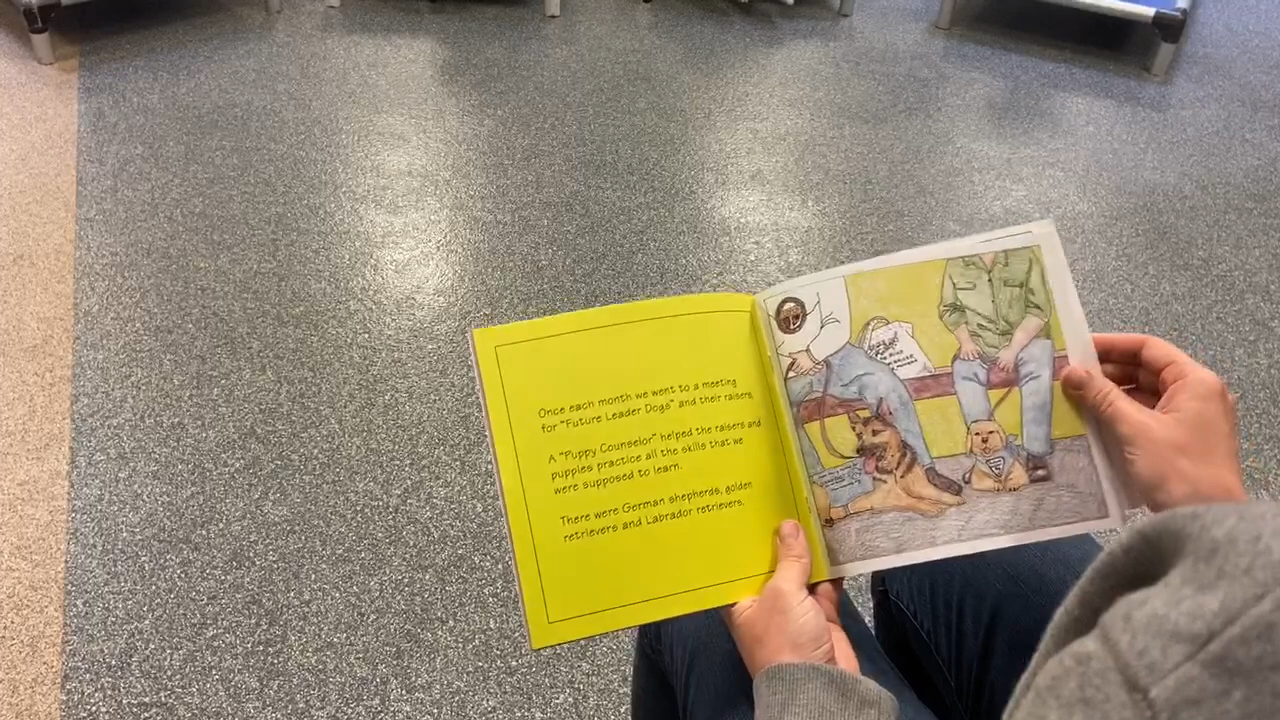 Once each month we went to a meeting
for "Future Leader Dogs" and their raisers.
A "Puppy Counselor" helped the raisers and
puppies practice all the skills that we
were supposed to learn.
There were German shepherds, golden
retrievers and Labrador retrievers.